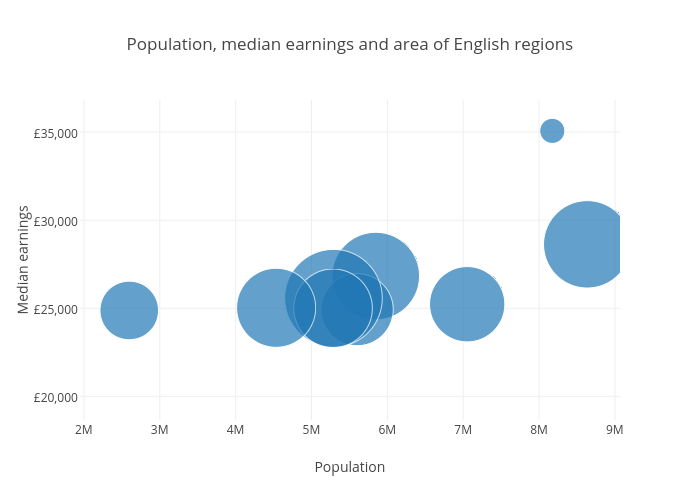 Population, median earnings and area of English regions
Median earnings
£35,000
£30,000
£25,000
£20,000
2M 3M 4M 5M 6M 7M 8M 9M
Population